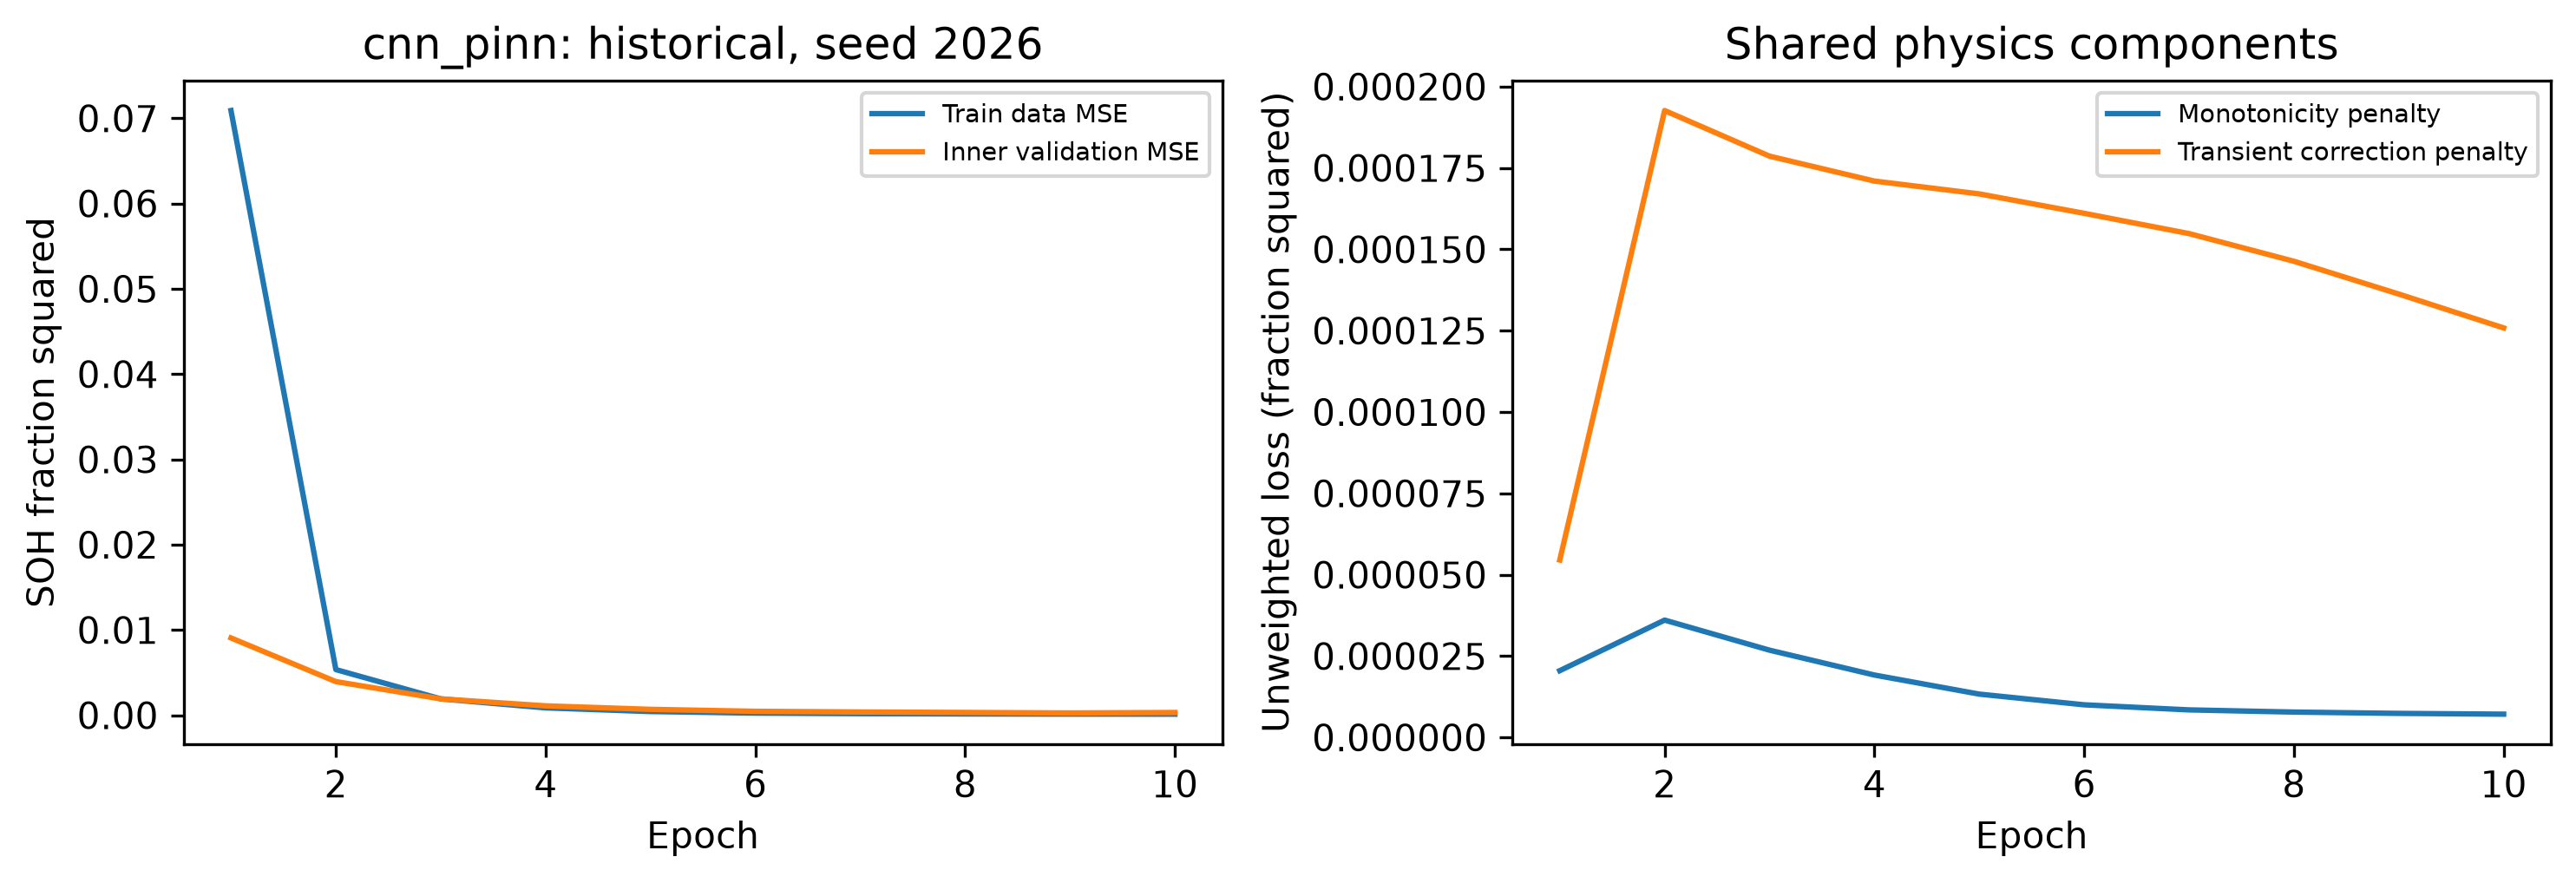 cnn_pinn: historical, seed 2026
SOH fraction squared
0.07
0.06
0.05
0.04
0.03
0.02
0.01
0.00
Train data MSE
Inner validation MSE
2 4 6 8 10
Epoch
Shared physics components
Unweighted loss (fraction squared)
0.000200
0.000175
0.000150
0.000125
0.000100
0.000075
0.000050
0.000025
0.000000
Monotonicity penalty
Transient correction penalty
2 4 6 8 10
Epoch